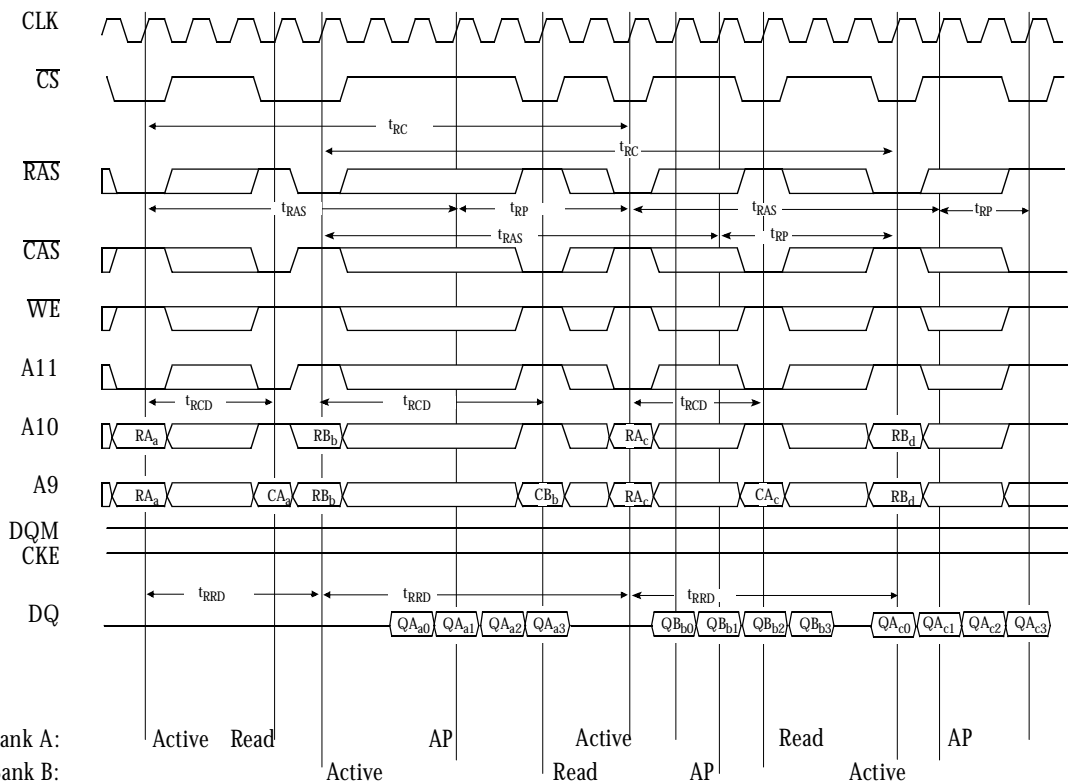 CLK
CS
tRC
tRC
RAS
tRAS tRP tRAS tRP
tRAS tRP
CAS
WE
A11
tRCD tRCD tRCD
A10 RAa RBb RAc RBd
A9 RAa CAa RBb CBb RAc CAc RBd
DQM
CKE
tRRD tRRD
DQ QAa0 QAa1 QAa2 QAa3 QBb0 QBb1 QBb2 QBb3 QAc0 QAc1 QAc2 QAc3
ank A: Active Read AP Active Read AP
ank B: Active Read AP Active